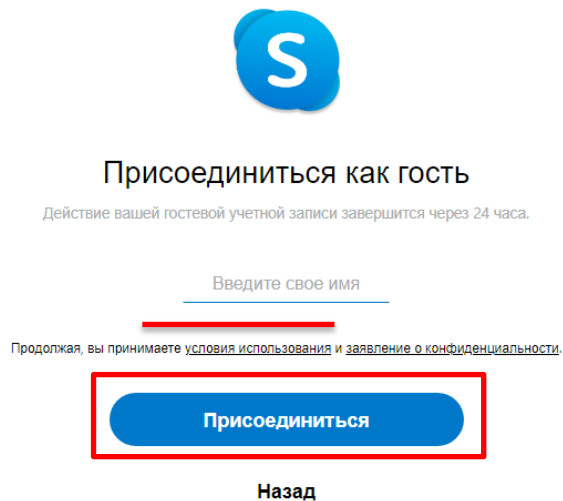 S
Присоединиться как гость
Действие вашей гостевой учетной записи завершится через 24 часа.
Введите свое имя
Продолжая, вы принимаете условия использования и заявление о конфиденциальности.
Присоединиться
Назад